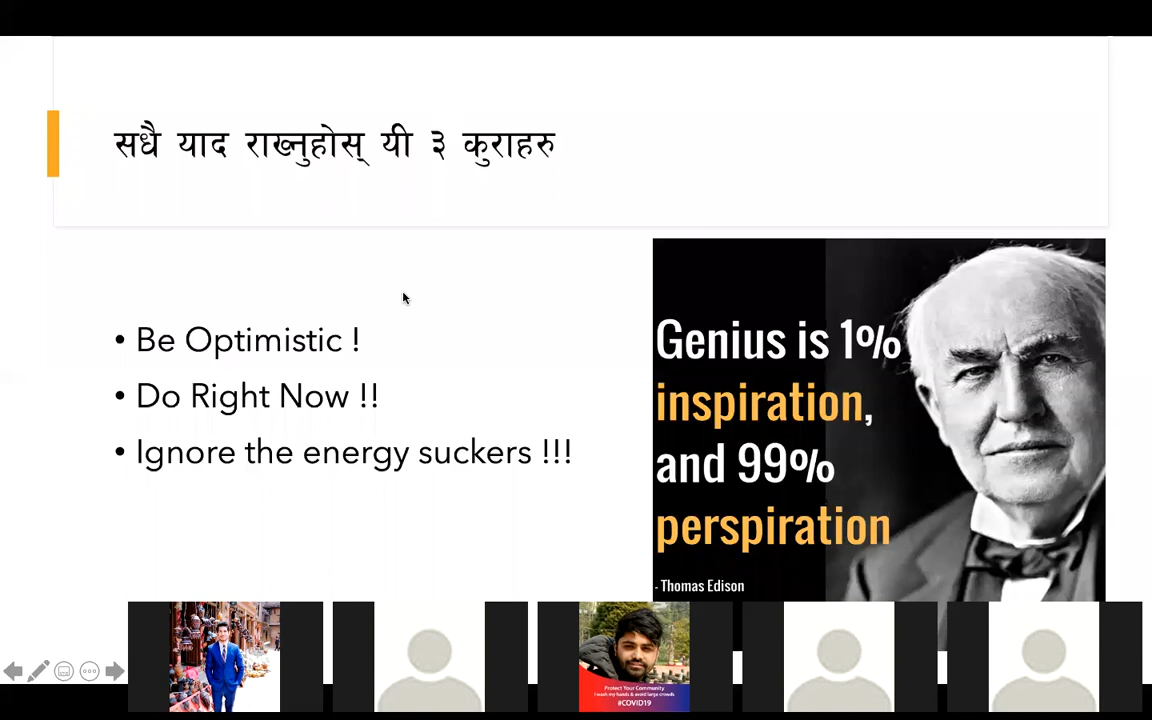 सधै याद राख्नुहोस् यी ३ कुराहरु
• Be Optimistic !
• Do Right Now !!
• Ignore the energy suckers !!!
Genius is 1%
inspiration,
and 99%
perspiration
- Thomas Edison
Protect Your Community
I wash my hands & avoid large crowds
#COVID19